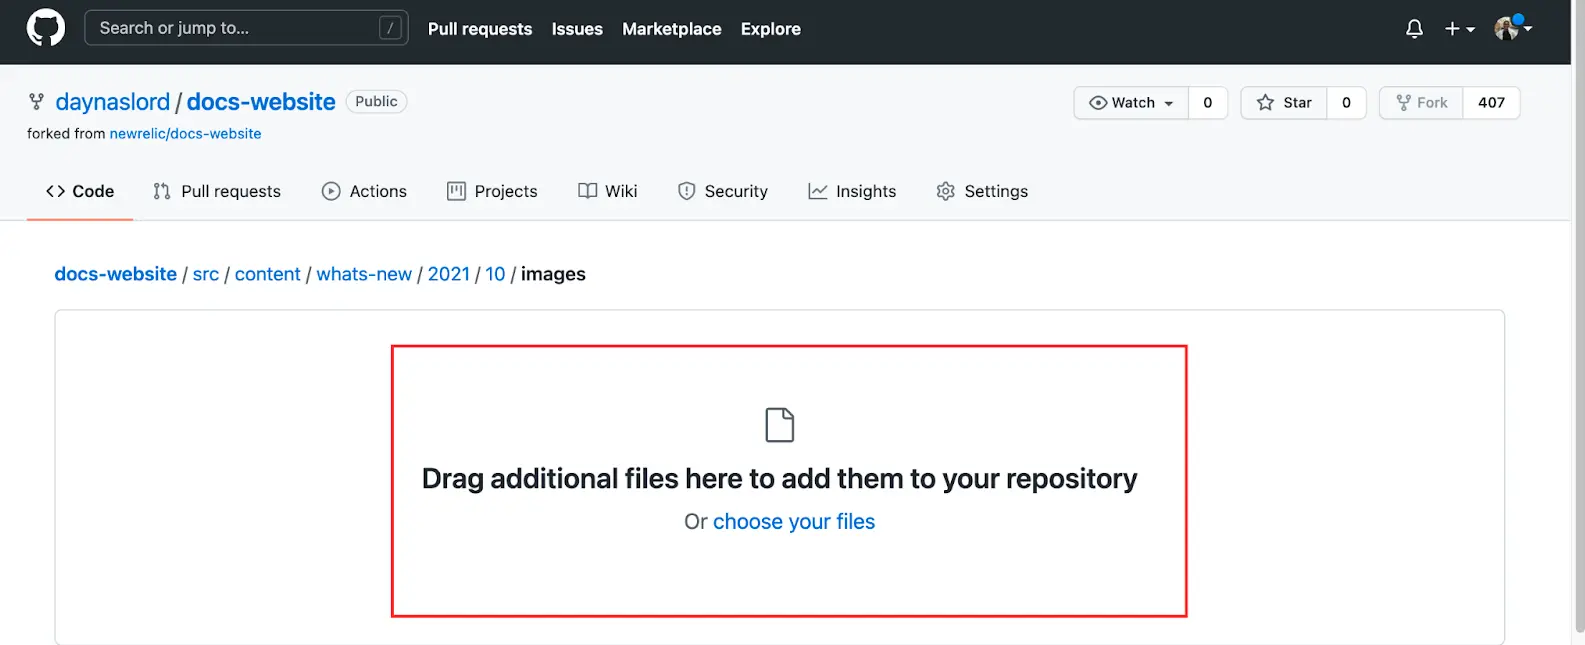 Search or jump to... / Pull requests Issues Marketplace Explore
daynaslord / docs-website Public Watch 0 Star 0 Fork 407
forked from newrelic/docs-website
<> Code Pull requests Actions Projects Wiki Security Insights Settings
docs-website / src / content / whats-new / 2021 / 10 / images
Drag additional files here to add them to your repository
Or choose your files